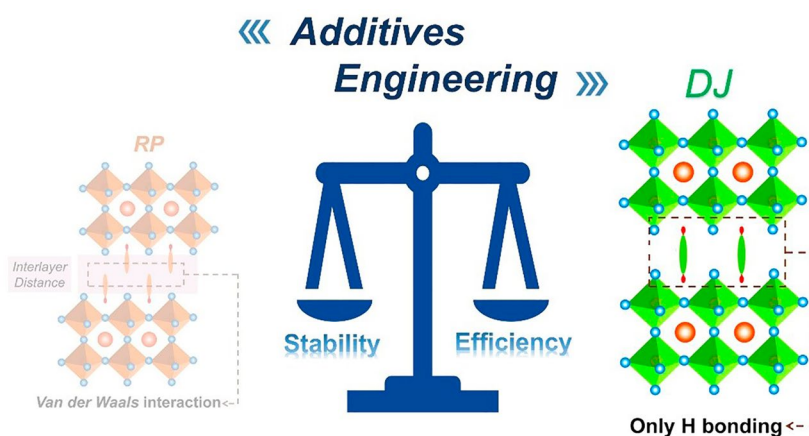 Additives
Engineering
DJ
RP
Interlayer
Distance
Stability
Efficiency
Van der Waals interaction
Only H bonding